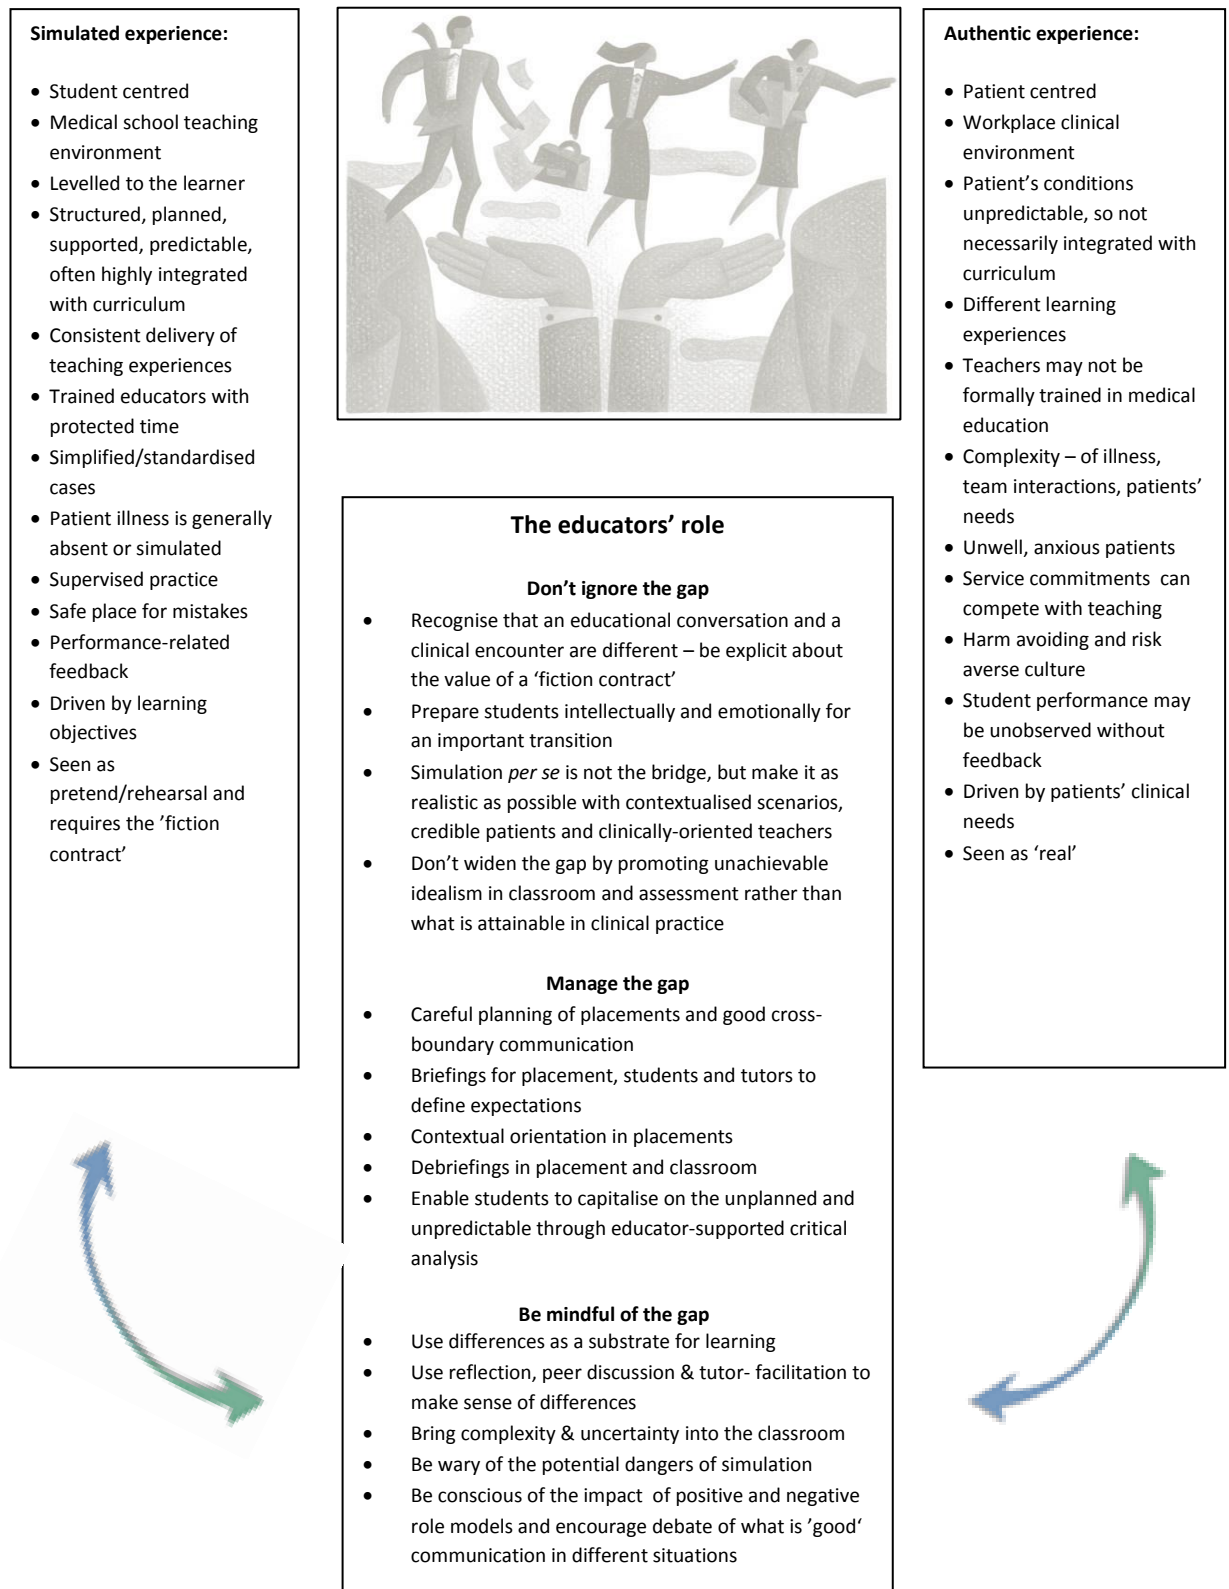 Simulated experience:
• Student centred
• Medical school teaching
environment
• Levelled to the learner
• Structured, planned,
supported, predictable,
often highly integrated
with curriculum
• Consistent delivery of
teaching experiences
• Trained educators with
protected time
• Simplified/standardised
cases
• Patient illness is generally
absent or simulated
• Supervised practice
• Safe place for mistakes
• Performance-related
feedback
• Driven by learning
objectives
• Seen as
pretend/rehearsal and
requires the ’fiction
contract’
The educators’ role
Don’t ignore the gap
• Recognise that an educational conversation and a
clinical encounter are different – be explicit about
the value of a ‘fiction contract’
• Prepare students intellectually and emotionally for
an important transition
• Simulation per se is not the bridge, but make it as
realistic as possible with contextualised scenarios,
credible patients and clinically-oriented teachers
• Don’t widen the gap by promoting unachievable
idealism in classroom and assessment rather than
what is attainable in clinical practice
Manage the gap
• Careful planning of placements and good cross-
boundary communication
• Briefings for placement, students and tutors to
define expectations
• Contextual orientation in placements
• Debriefings in placement and classroom
• Enable students to capitalise on the unplanned and
unpredictable through educator-supported critical
analysis
Be mindful of the gap
• Use differences as a substrate for learning
• Use reflection, peer discussion & tutor- facilitation to
make sense of differences
• Bring complexity & uncertainty into the classroom
• Be wary of the potential dangers of simulation
• Be conscious of the impact of positive and negative
role models and encourage debate of what is ’good‘
communication in different situations
Authentic experience:
• Patient centred
• Workplace clinical
environment
• Patient’s conditions
unpredictable, so not
necessarily integrated with
curriculum
• Different learning
experiences
• Teachers may not be
formally trained in medical
education
• Complexity – of illness,
team interactions, patients’
needs
• Unwell, anxious patients
• Service commitments can
compete with teaching
• Harm avoiding and risk
averse culture
• Student performance may
be unobserved without
feedback
• Driven by patients’ clinical
needs
• Seen as ‘real’